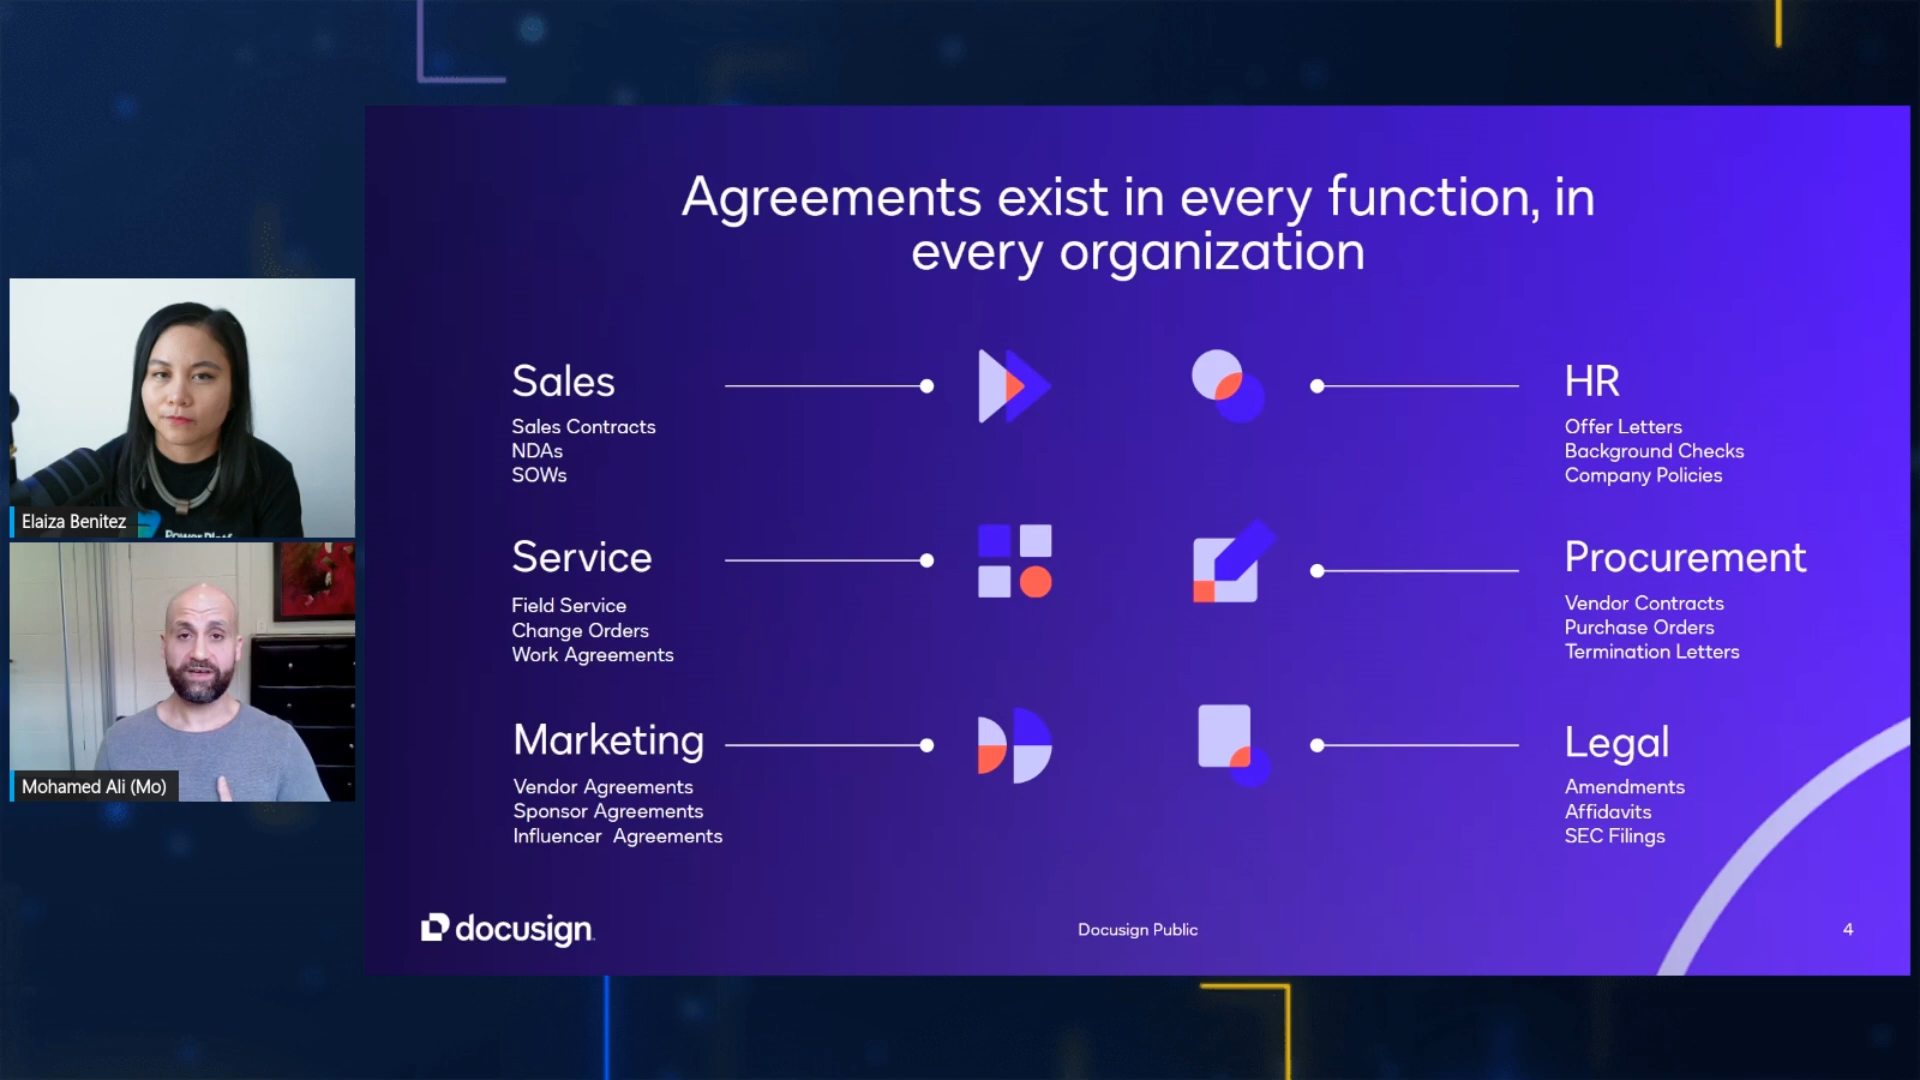 Agreements exist in every function, in
every organization
Sales
Sales Contracts
NDAs
SOWs
Service
Field Service
Change Orders
Work Agreements
Marketing
Vendor Agreements
Sponsor Agreements
Influencer Agreements
HR
Offer Letters
Background Checks
Company Policies
Procurement
Vendor Contracts
Purchase Orders
Termination Letters
Legal
Amendments
Affidavits
SEC Filings
docusign
Docusign Public
4
Elaiza Benitez
Mohamed Ali (Mo)